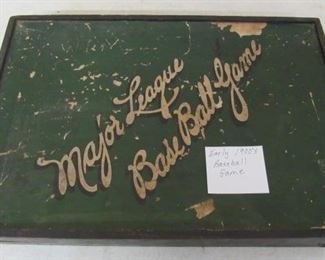 Major League
Base Ball Game
Early 1900's
Baseball
Game